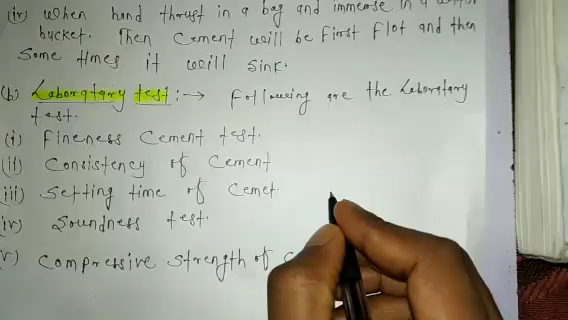 (iv) when hand thrust in a bag and immerse in a water
bucket. Then Cement will be first flot and then
some times it will sink.
(b) Laboratary test :→ Following are the Laboratary
test.
(i) Fineness Cement test.
(ii) Consistency of Cement
(iii) Setting time of Cemet
(iv) Soundness test.
(v) Compressive strength of C